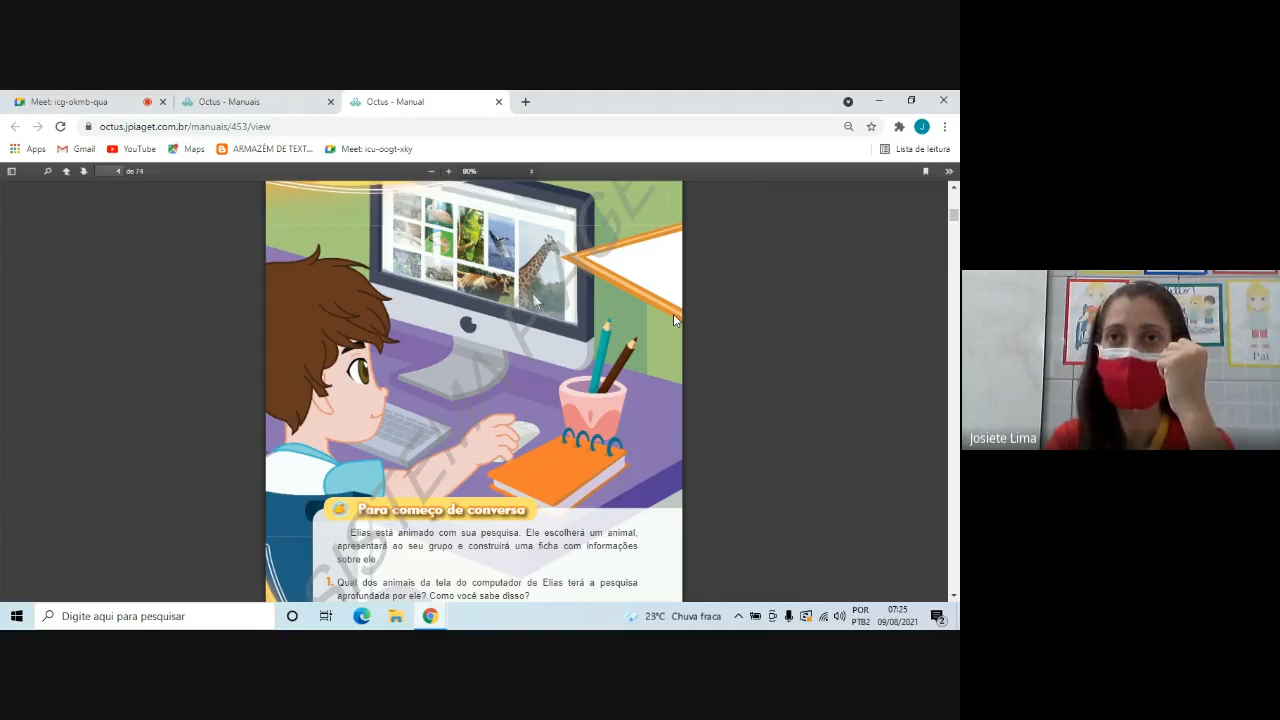 Meet: icg-okmb-qua
Octus - Manuais
Octus - Manual
octus.jpiaget.com.br/manuais/453/view
Apps
Gmail
YouTube
Maps
ARMAZÉM DE TEXT...
Meet: icu-oogt-xky
Lista de leitura
4 de 74
80%
Para começo de conversa
Elias está animado com sua pesquisa. Ele escolherá um animal,
apresentará ao seu grupo e construirá uma ficha com informações
sobre ele.
1. Qual dos animais da tela do computador de Elias terá a pesquisa
aprofundada por ele? Como você sabe disso?
Hello!
Pai
Josiete Lima
Digite aqui para pesquisar
23°C Chuva fraca
POR
PTB2
07:25
09/08/2021
2